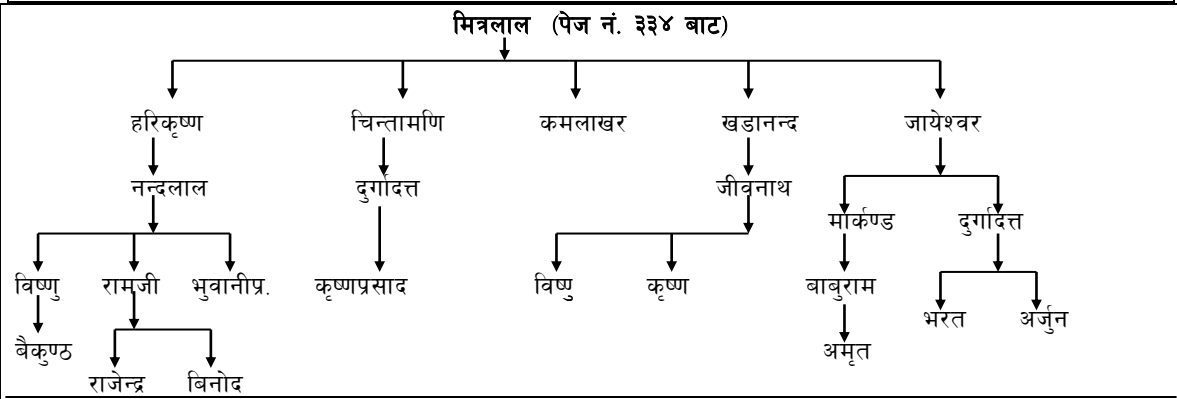 मित्रलाल (पेज नं. ३३४ बाट)
हरिकृष्ण चिन्तामणि कमलाखर खडानन्द जायेश्वर
नन्दलाल दुर्गादत्त जीवनाथ
मार्कण्ड दुर्गादत्त
विष्णु रामजी भुवानीप्र. कृष्णप्रसाद विष्णु कृष्ण बाबुराम
भरत अर्जुन
बैकुण्ठ अमृत
राजेन्द्र बिनोद